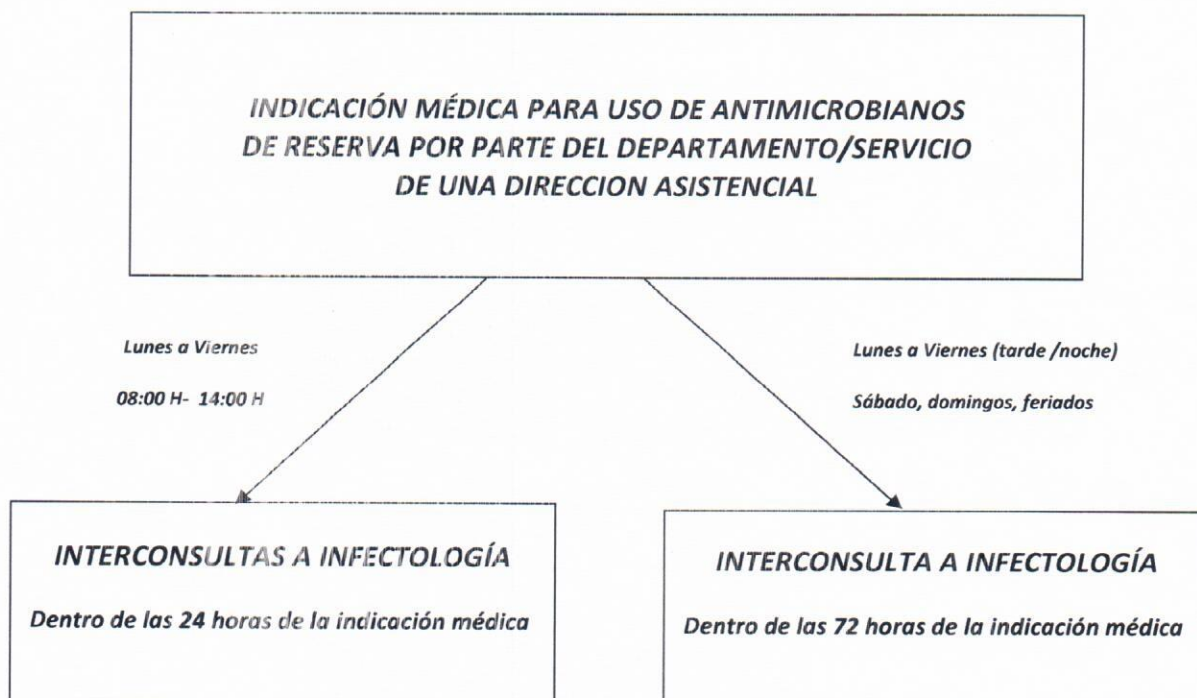 INDICACIÓN MÉDICA PARA USO DE ANTIMICROBIANOS
DE RESERVA POR PARTE DEL DEPARTAMENTO/SERVICIO
DE UNA DIRECCION ASISTENCIAL
Lunes a Viernes
08:00 H- 14:00 H
Lunes a Viernes (tarde /noche)
Sábado, domingos, feriados
INTERCONSULTAS A INFECTOLOGÍA
Dentro de las 24 horas de la indicación médica
INTERCONSULTA A INFECTOLOGÍA
Dentro de las 72 horas de la indicación médica